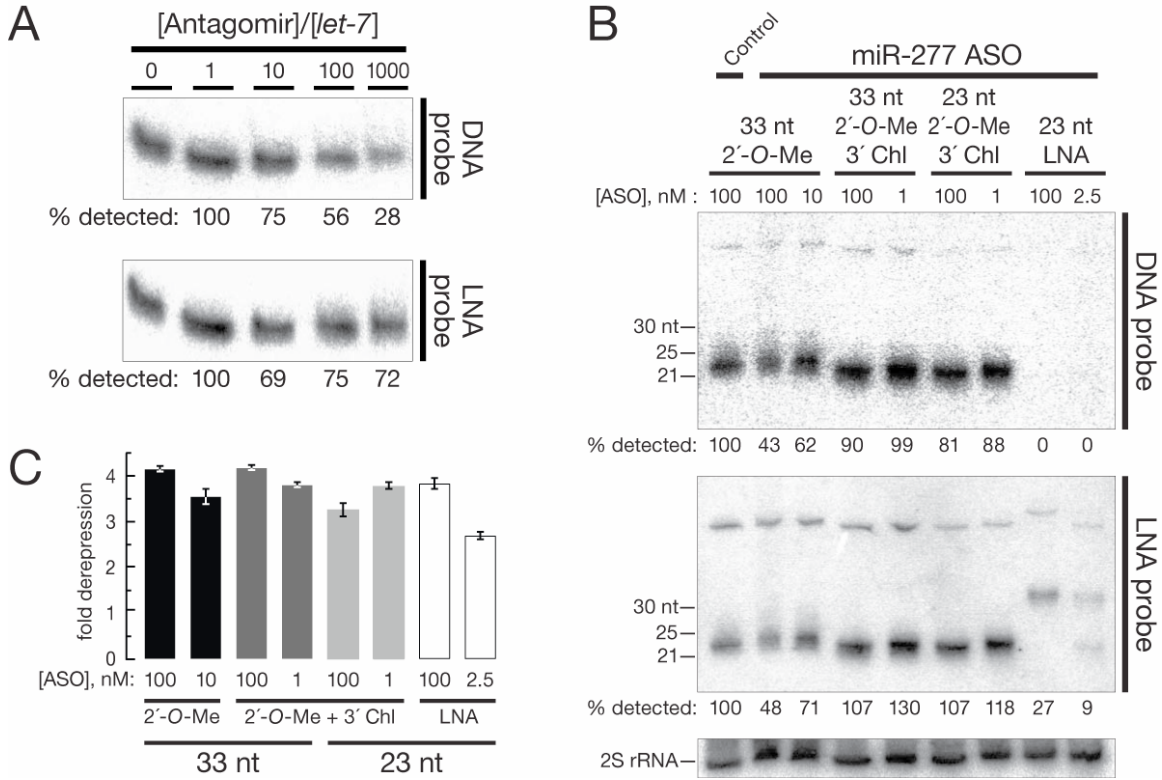 A
[Antagomir]/[let-7]
0 1 10 100 1000
DNA probe
% detected: 100 75 56 28
LNA probe
% detected: 100 69 75 72
B
Control
miR-277 ASO
33 nt 2´-O-Me
33 nt 2´-O-Me 3´ Chl
23 nt 2´-O-Me 3´ Chl
23 nt LNA
[ASO], nM : 100 100 10 100 1 100 1 100 2.5
DNA probe
30 nt
25
21
% detected: 100 43 62 90 99 81 88 0 0
LNA probe
30 nt
25
21
% detected: 100 48 71 107 130 107 118 27 9
2S rRNA
C
fold derepression
4
3
2
1
0
[ASO], nM: 100 10 100 1 100 1 100 2.5
2´-O-Me 2´-O-Me + 3´ Chl LNA
33 nt 23 nt